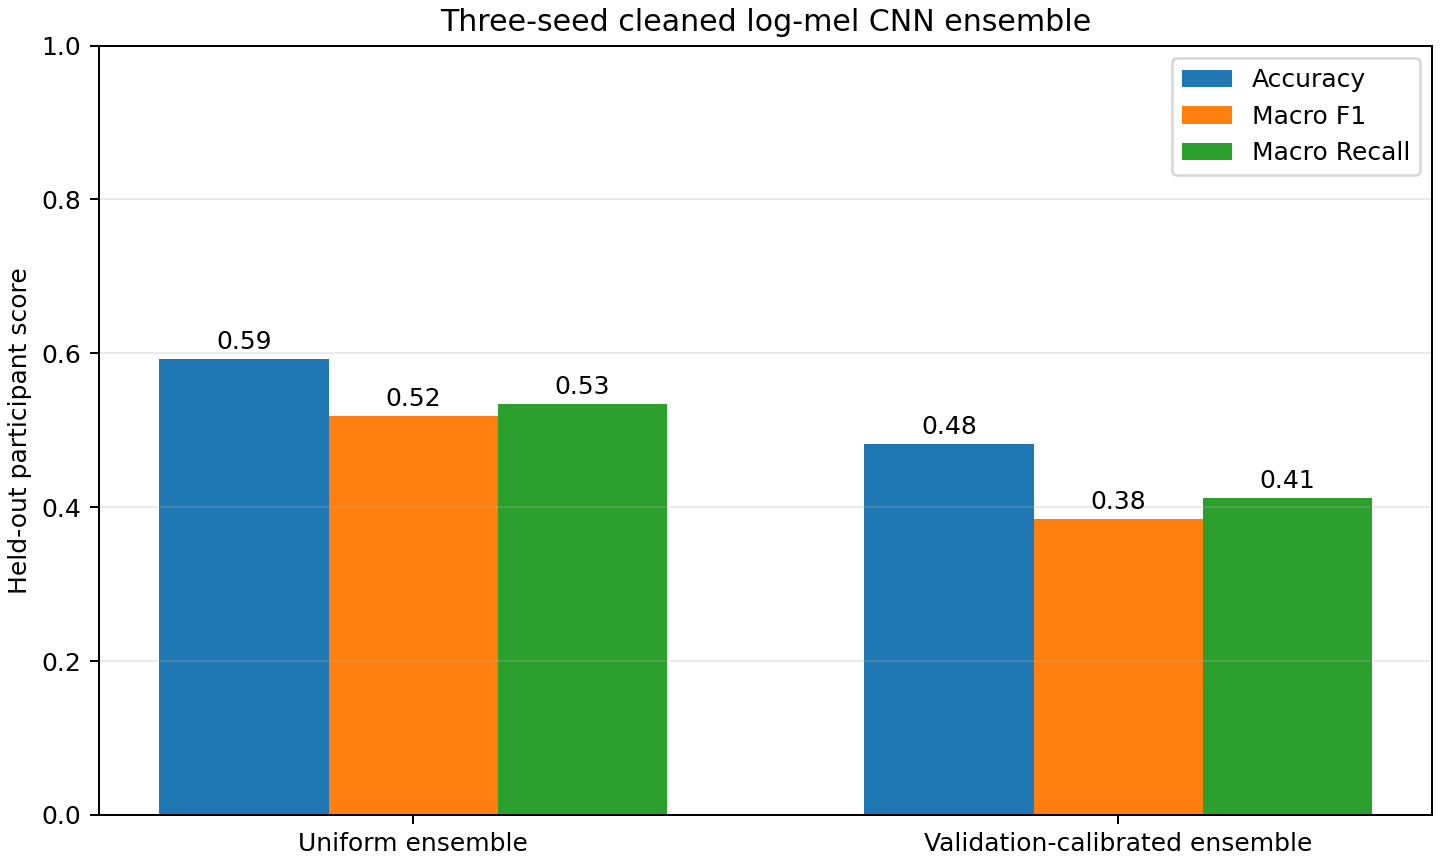 Three-seed cleaned log-mel CNN ensemble
1.0
0.8
0.6
0.4
0.2
0.0
Held-out participant score
Accuracy
Macro F1
Macro Recall
0.59
0.52
0.53
0.48
0.38
0.41
Uniform ensemble
Validation-calibrated ensemble